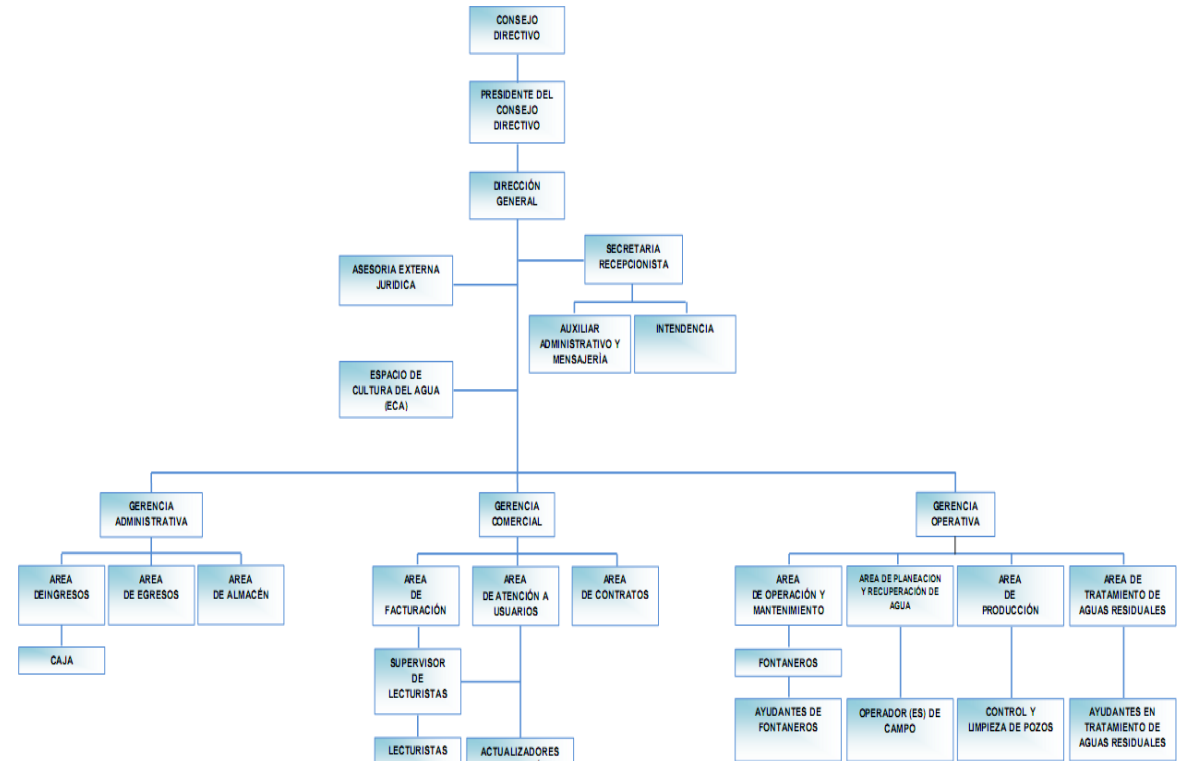 CONSEJO
DIRECTIVO
PRESIDENTE DEL
CONSEJO
DIRECTIVO
DIRECCIÓN
GENERAL
SECRETARIA
RECEPCIONISTA
ASESORIA EXTERNA
JURIDICA
AUXILIAR
ADMINISTRATIVO Y
MENSAJERÍA
INTENDENCIA
ESPACIO DE
CULTURA DEL AGUA
(ECA)
GERENCIA
ADMINISTRATIVA
GERENCIA
COMERCIAL
GERENCIA
OPERATIVA
AREA
DEINGRESOS
AREA
DE EGRESOS
AREA
DE ALMACÉN
AREA
DE
FACTURACIÓN
AREA
DE ATENCIÓN A
USUARIOS
AREA
DE CONTRATOS
AREA
DE OPERACIÓN Y
MANTENIMIENTO
AREA DE PLANEACION
Y RECUPERACIÓN DE
AGUA
AREA
DE
PRODUCCIÓN
AREA DE
TRATAMIENTO DE
AGUAS RESIDUALES
CAJA
SUPERVISOR
DE
LECTURISTAS
FONTANEROS
AYUDANTES DE
FONTANEROS
OPERADOR (ES) DE
CAMPO
CONTROL Y
LIMPIEZA DE POZOS
AYUDANTES EN
TRATAMIENTO DE
AGUAS RESIDUALES
LECTURISTAS
ACTUALIZADORES